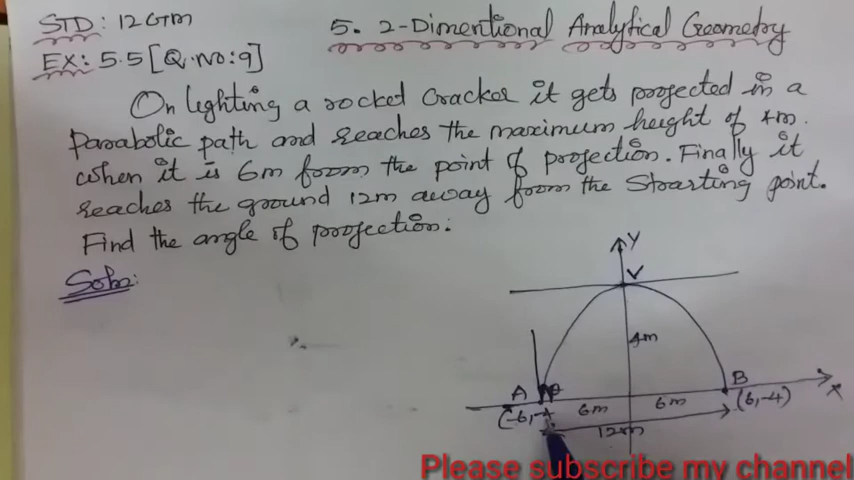 STD: 12 GTM
5. 2-Dimentional Analytical Geometry
EX: 5.5 [Q.No:9]
On lighting a rocket cracker it gets projected in a
parabolic path and reaches the maximum height of 4m.
when it is 6m from the point of projection. Finally it
reaches the ground 12m away from the Starting point.
Find the angle of projection.
Soln:
Y
V
4m
A
B
X
(-6,-4
6m
6m
(6,-4)
12m
Please subscribe my channel